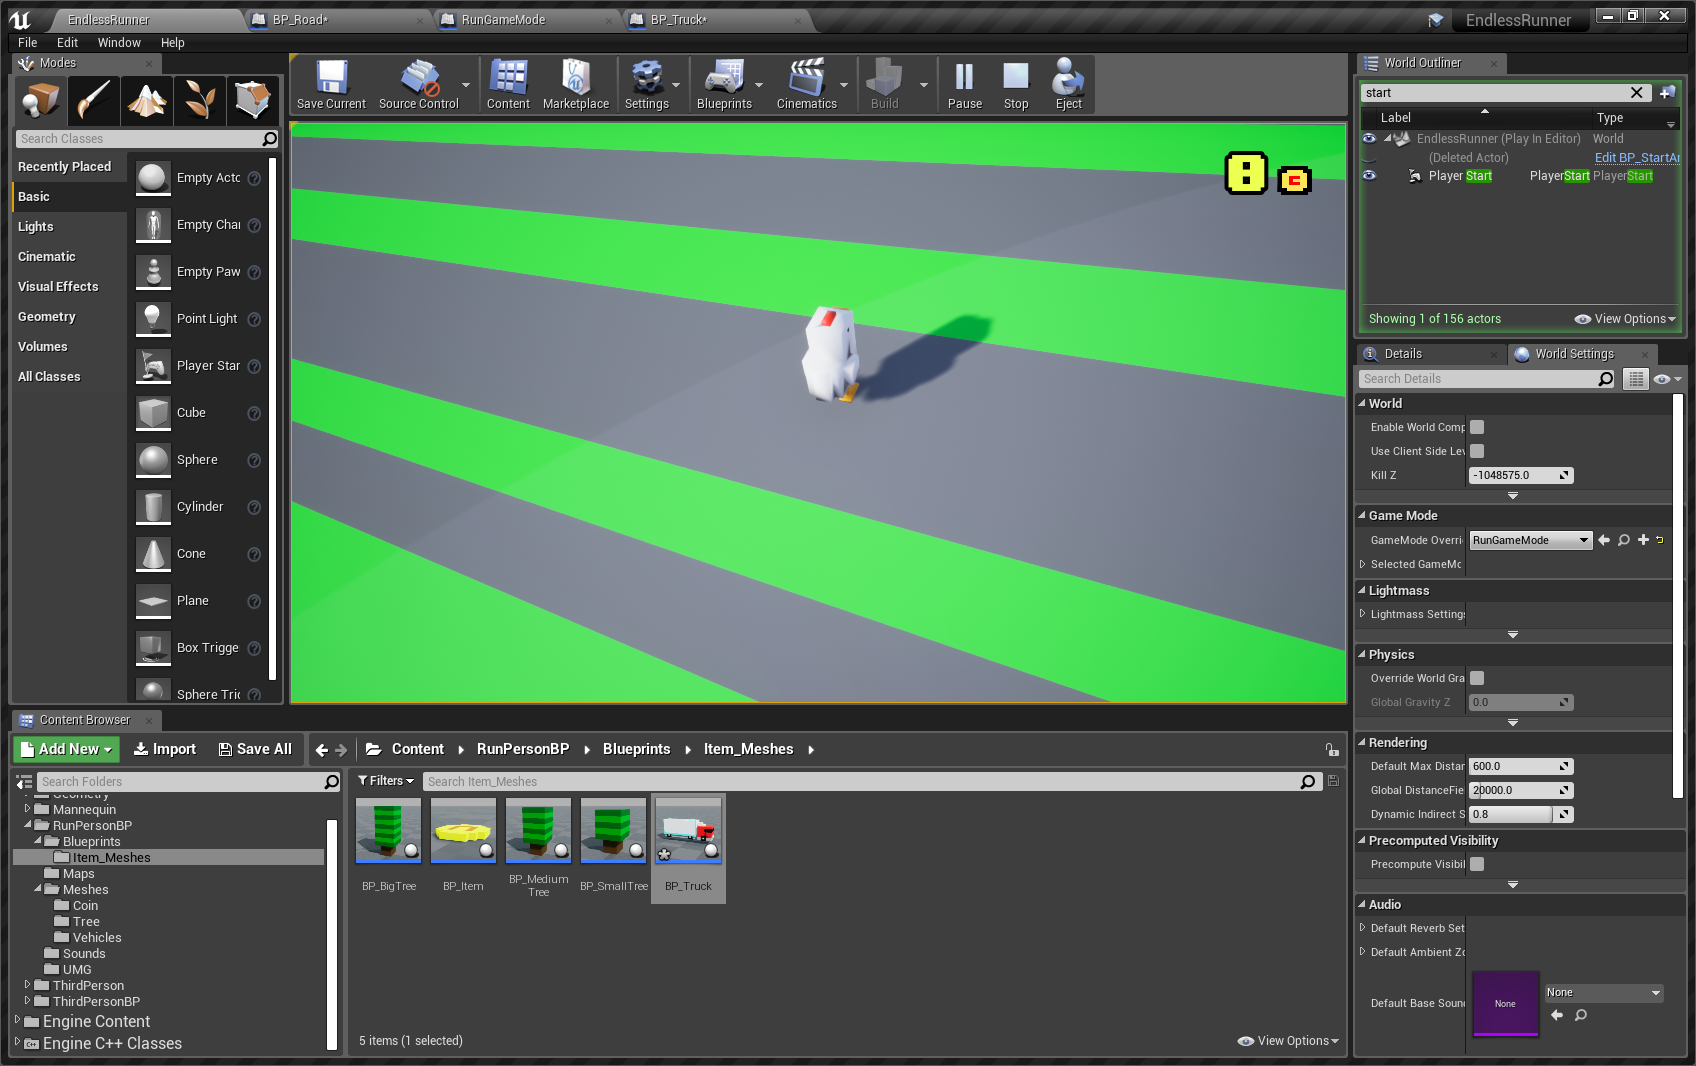 EndlessRunner
BP_Road*
RunGameMode
BP_Truck*
EndlessRunner
File Edit Window Help
Modes
Search Classes
Recently Placed
Basic
Lights
Cinematic
Visual Effects
Geometry
Volumes
All Classes
Empty Acto
Empty Char
Empty Paw
Point Light
Player Star
Cube
Sphere
Cylinder
Cone
Plane
Box Trigge
Sphere Tric
Save Current
Source Control
Content
Marketplace
Settings
Blueprints
Cinematics
Build
Pause
Stop
Eject
World Outliner
start
Label Type
EndlessRunner (Play In Editor) World
(Deleted Actor) Edit BP_StartAr
Player Start PlayerStart PlayerStart
Showing 1 of 156 actors
View Options
Details
World Settings
Search Details
World
Enable World Comp
Use Client Side Lev
Kill Z -1048575.0
Game Mode
GameMode Overri RunGameMode
Selected GameMo
Lightmass
Lightmass Settings
Physics
Override World Gra
Global Gravity Z 0.0
Rendering
Default Max Distan 600.0
Global DistanceFie 20000.0
Dynamic Indirect S 0.8
Precomputed Visibility
Precompute Visibil
Audio
Default Reverb Set
Default Ambient Zo
Default Base Soun None None
Content Browser
Add New Import Save All Content RunPersonBP Blueprints Item_Meshes
Search Folders
Geometry
Mannequin
RunPersonBP
Blueprints
Item_Meshes
Maps
Meshes
Coin
Tree
Vehicles
Sounds
UMG
ThirdPerson
ThirdPersonBP
Engine Content
Engine C++ Classes
Filters
Search Item_Meshes
BP_BigTree
BP_Item
BP_Medium
Tree
BP_SmallTree
BP_Truck
5 items (1 selected)
View Options